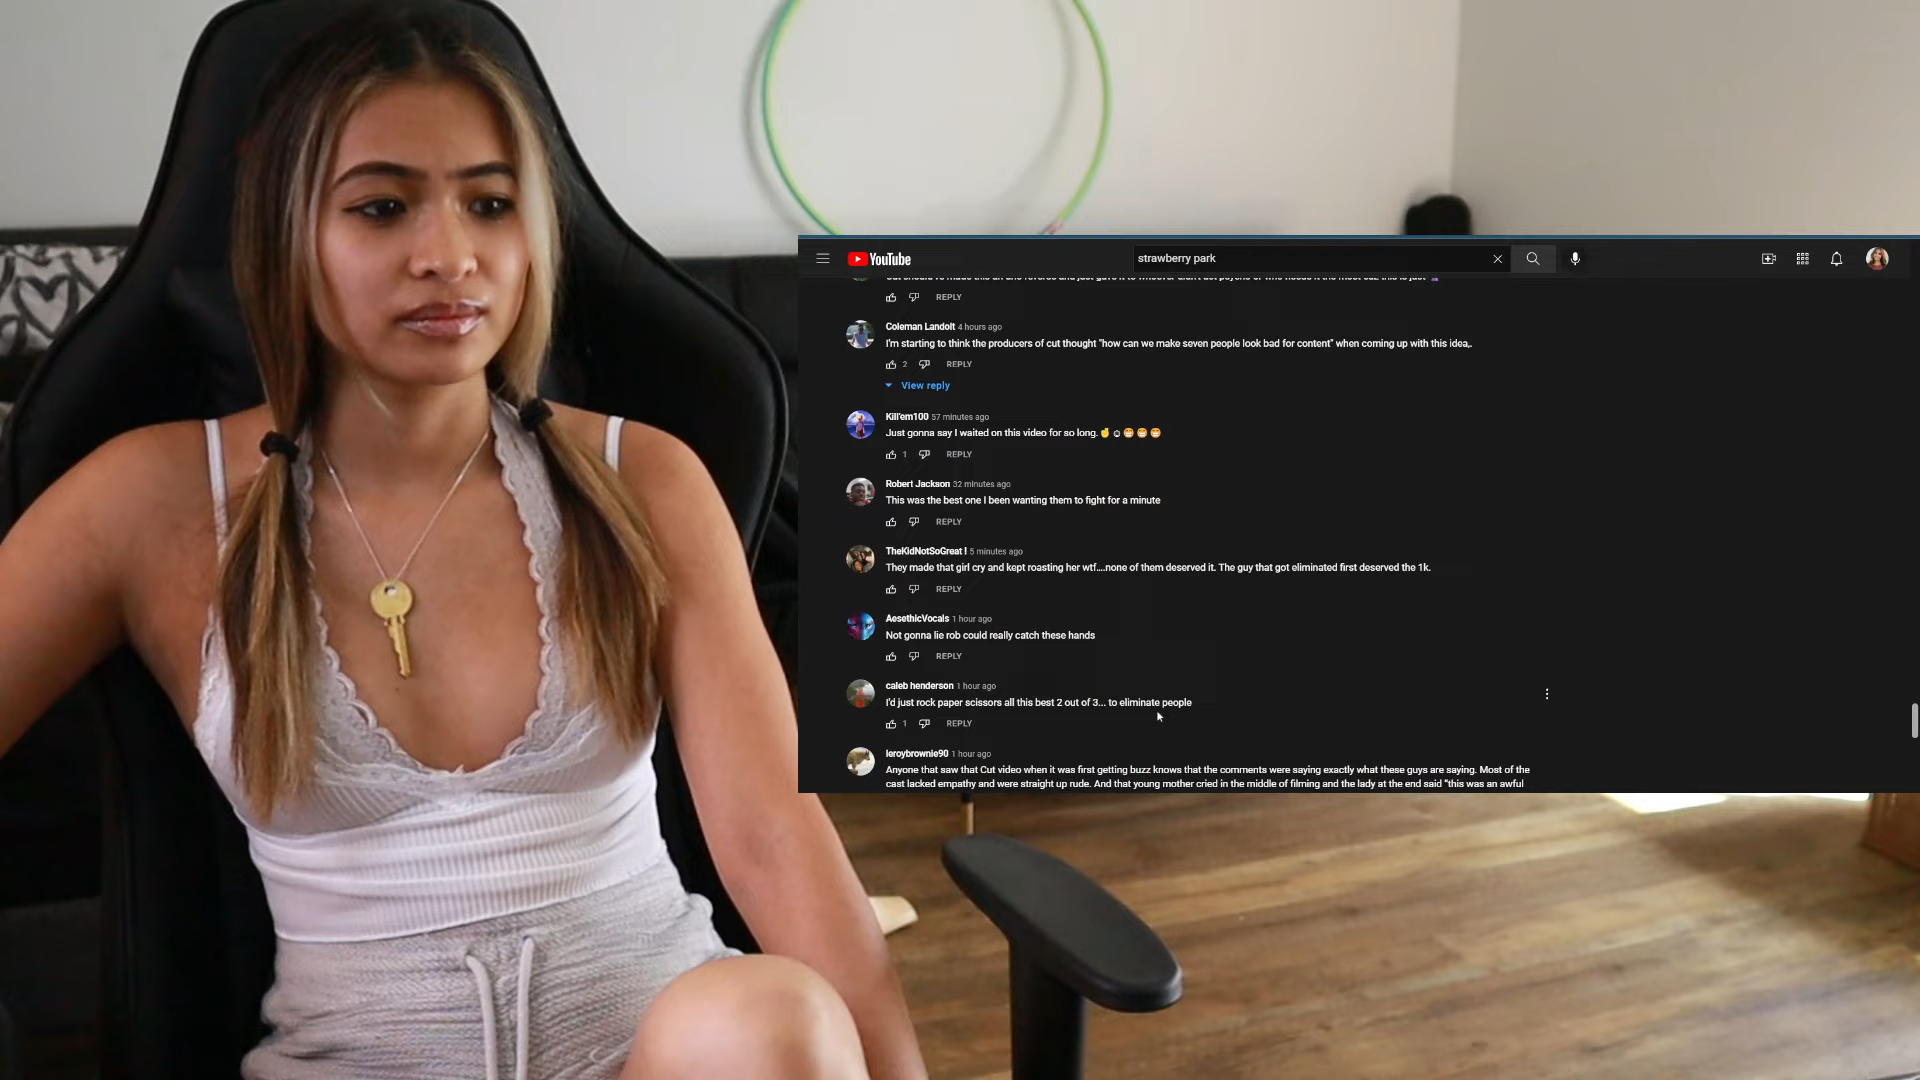 YouTube
strawberry park
REPLY
Coleman Landolt 4 hours ago
I'm starting to think the producers of cut thought "how can we make seven people look bad for content" when coming up with this idea,.
2 REPLY
View reply
Kill'em100 57 minutes ago
Just gonna say I waited on this video for so long.
1 REPLY
Robert Jackson 32 minutes ago
This was the best one I been wanting them to fight for a minute
REPLY
TheKidNotSoGreat ! 5 minutes ago
They made that girl cry and kept roasting her wtf....none of them deserved it. The guy that got eliminated first deserved the 1k.
REPLY
AesethicVocals 1 hour ago
Not gonna lie rob could really catch these hands
REPLY
caleb henderson 1 hour ago
I'd just rock paper scissors all this best 2 out of 3... to eliminate people
1 REPLY
leroybrownie90 1 hour ago
Anyone that saw that Cut video when it was first getting buzz knows that the comments were saying exactly what these guys are saying. Most of the
cast lacked empathy and were straight up rude. And that young mother cried in the middle of filming and the lady at the end said "this was an awful